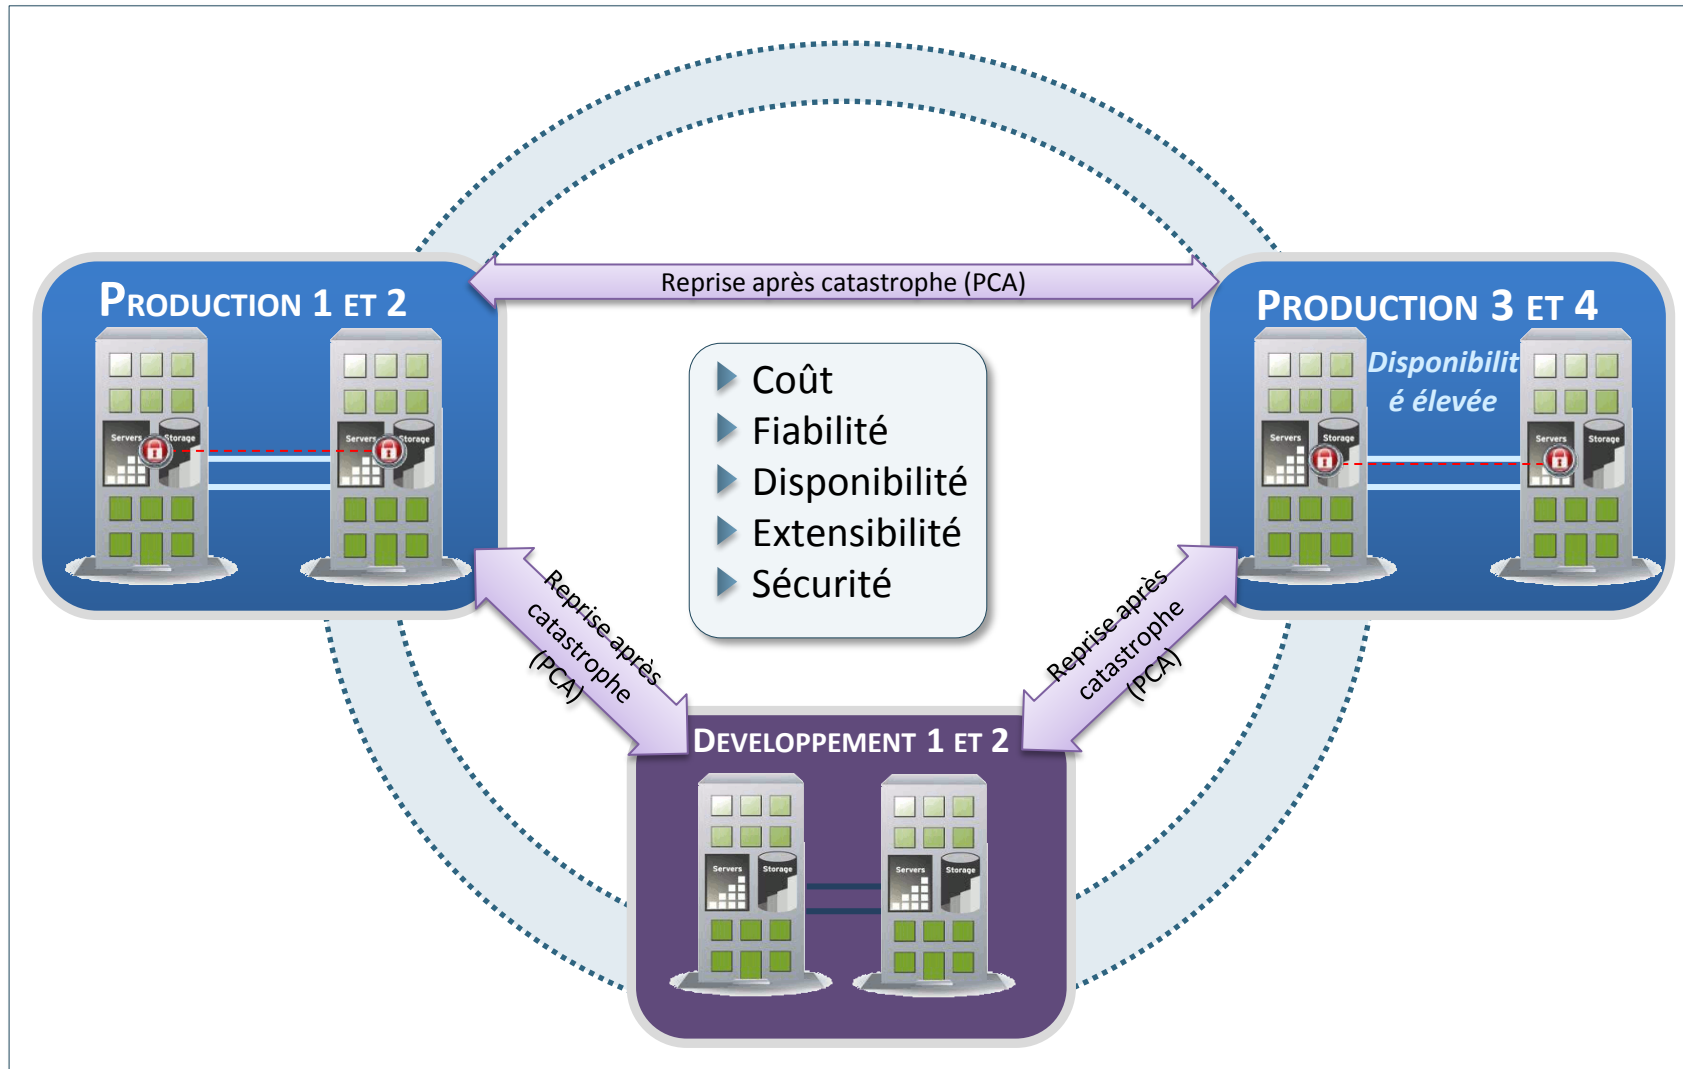 Reprise après catastrophe (PCA)
PRODUCTION 1 ET 2
PRODUCTION 3 ET 4
Disponibilit
é élevée
Servers
Storage
Servers
Storage
Servers
Storage
Servers
Storage
Coût
Fiabilité
Disponibilité
Extensibilité
Sécurité
Reprise après
catastrophe
(PCA)
Reprise après
catastrophe
(PCA)
DEVELOPPEMENT 1 ET 2
Servers
Storage
Servers
Storage